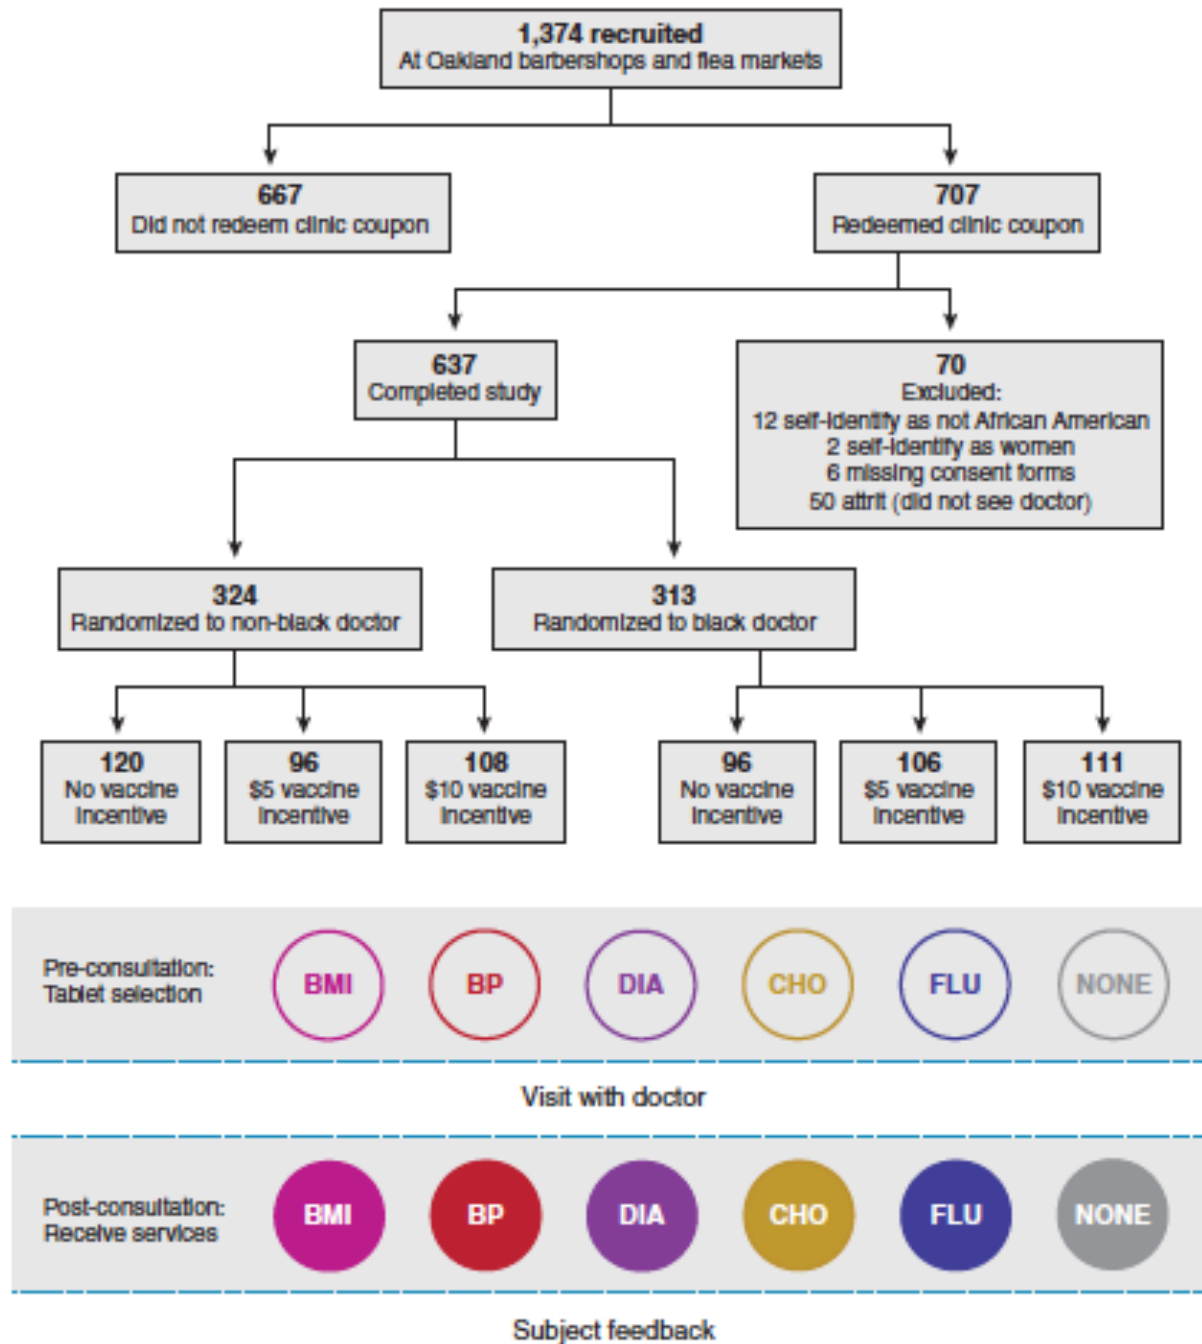 1,374 recruited
At Oakland barbershops and flea markets
667
Did not redeem clinic coupon
707
Redeemed clinic coupon
637
Completed study
70
Excluded:
12 self-identify as not African American
2 self-identify as women
6 missing consent forms
50 attrit (did not see doctor)
324
Randomized to non-black doctor
313
Randomized to black doctor
120
No vaccine
incentive
96
$5 vaccine
incentive
108
$10 vaccine
incentive
96
No vaccine
incentive
106
$5 vaccine
incentive
111
$10 vaccine
incentive
Pre-consultation:
Tablet selection
BMI
BP
DIA
CHO
FLU
NONE
Visit with doctor
Post-consultation:
Receive services
BMI
BP
DIA
CHO
FLU
NONE
Subject feedback